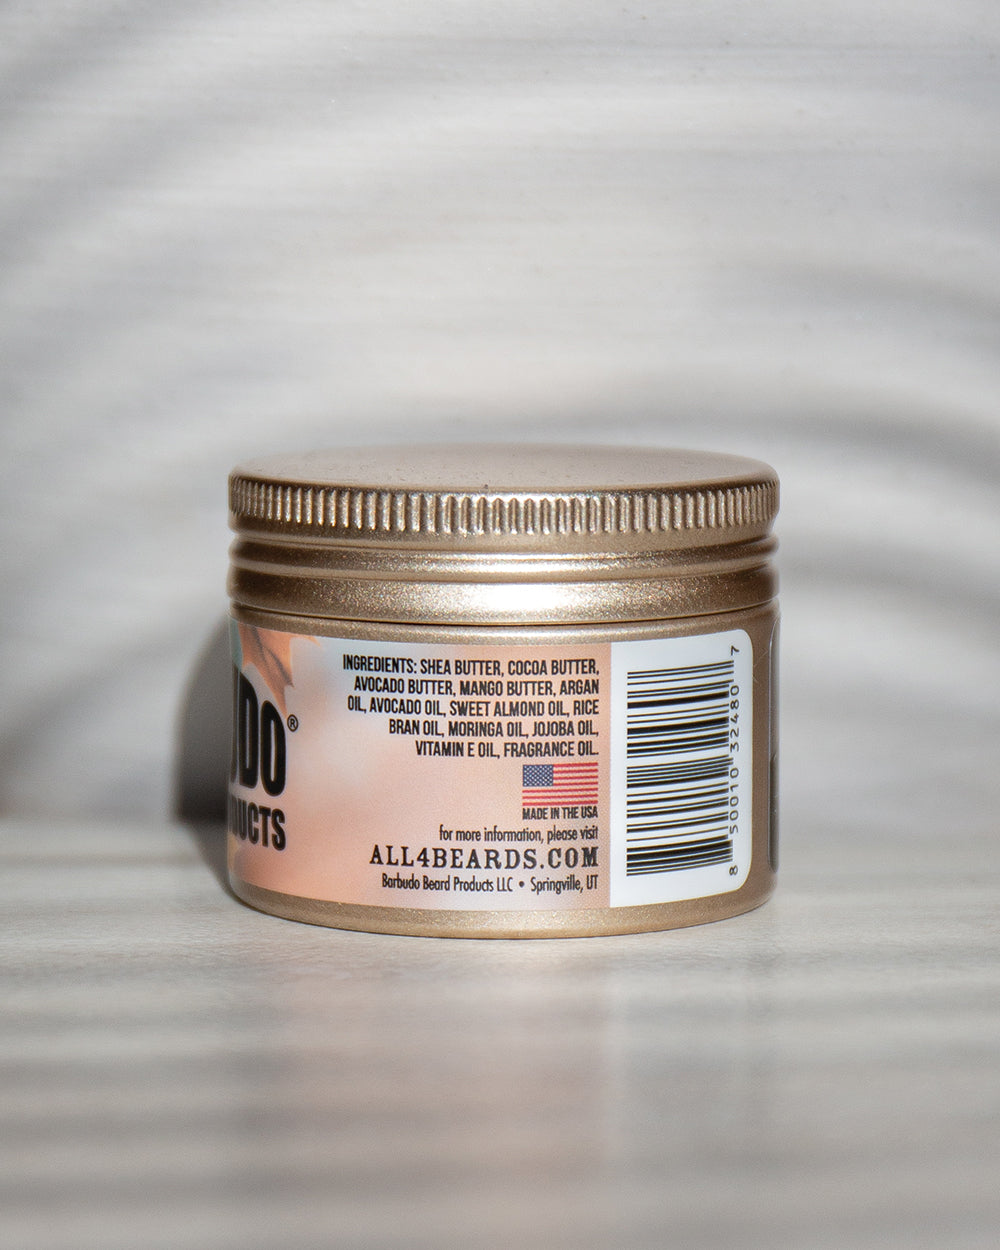 UDO®
DUCTS
INGREDIENTS: SHEA BUTTER, COCOA BUTTER,
AVOCADO BUTTER, MANGO BUTTER, ARGAN
OIL, AVOCADO OIL, SWEET ALMOND OIL, RICE
BRAN OIL, MORINGA OIL, JOJOBA OIL,
VITAMIN E OIL, FRAGRANCE OIL.
MADE IN THE USA
for more information, please visit
ALL4BEARDS.COM
Barbudo Beard Products LLC • Springville, UT
8 50010 32480 7